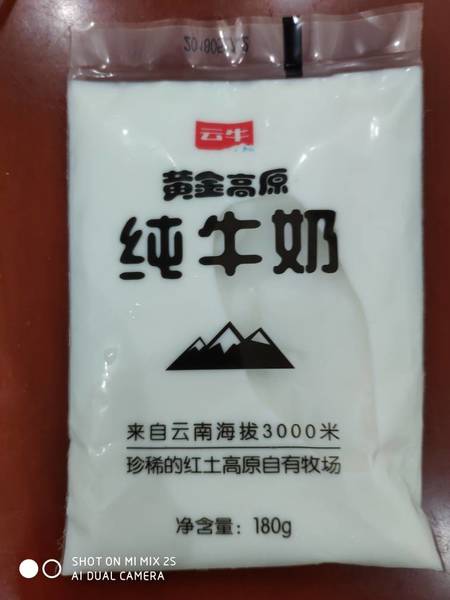 云牛
黄金高原
纯牛奶
来自云南海拔3000米
珍稀的红土高原自有牧场
净含量：180g
SHOT ON MI MIX 2S
AI DUAL CAMERA